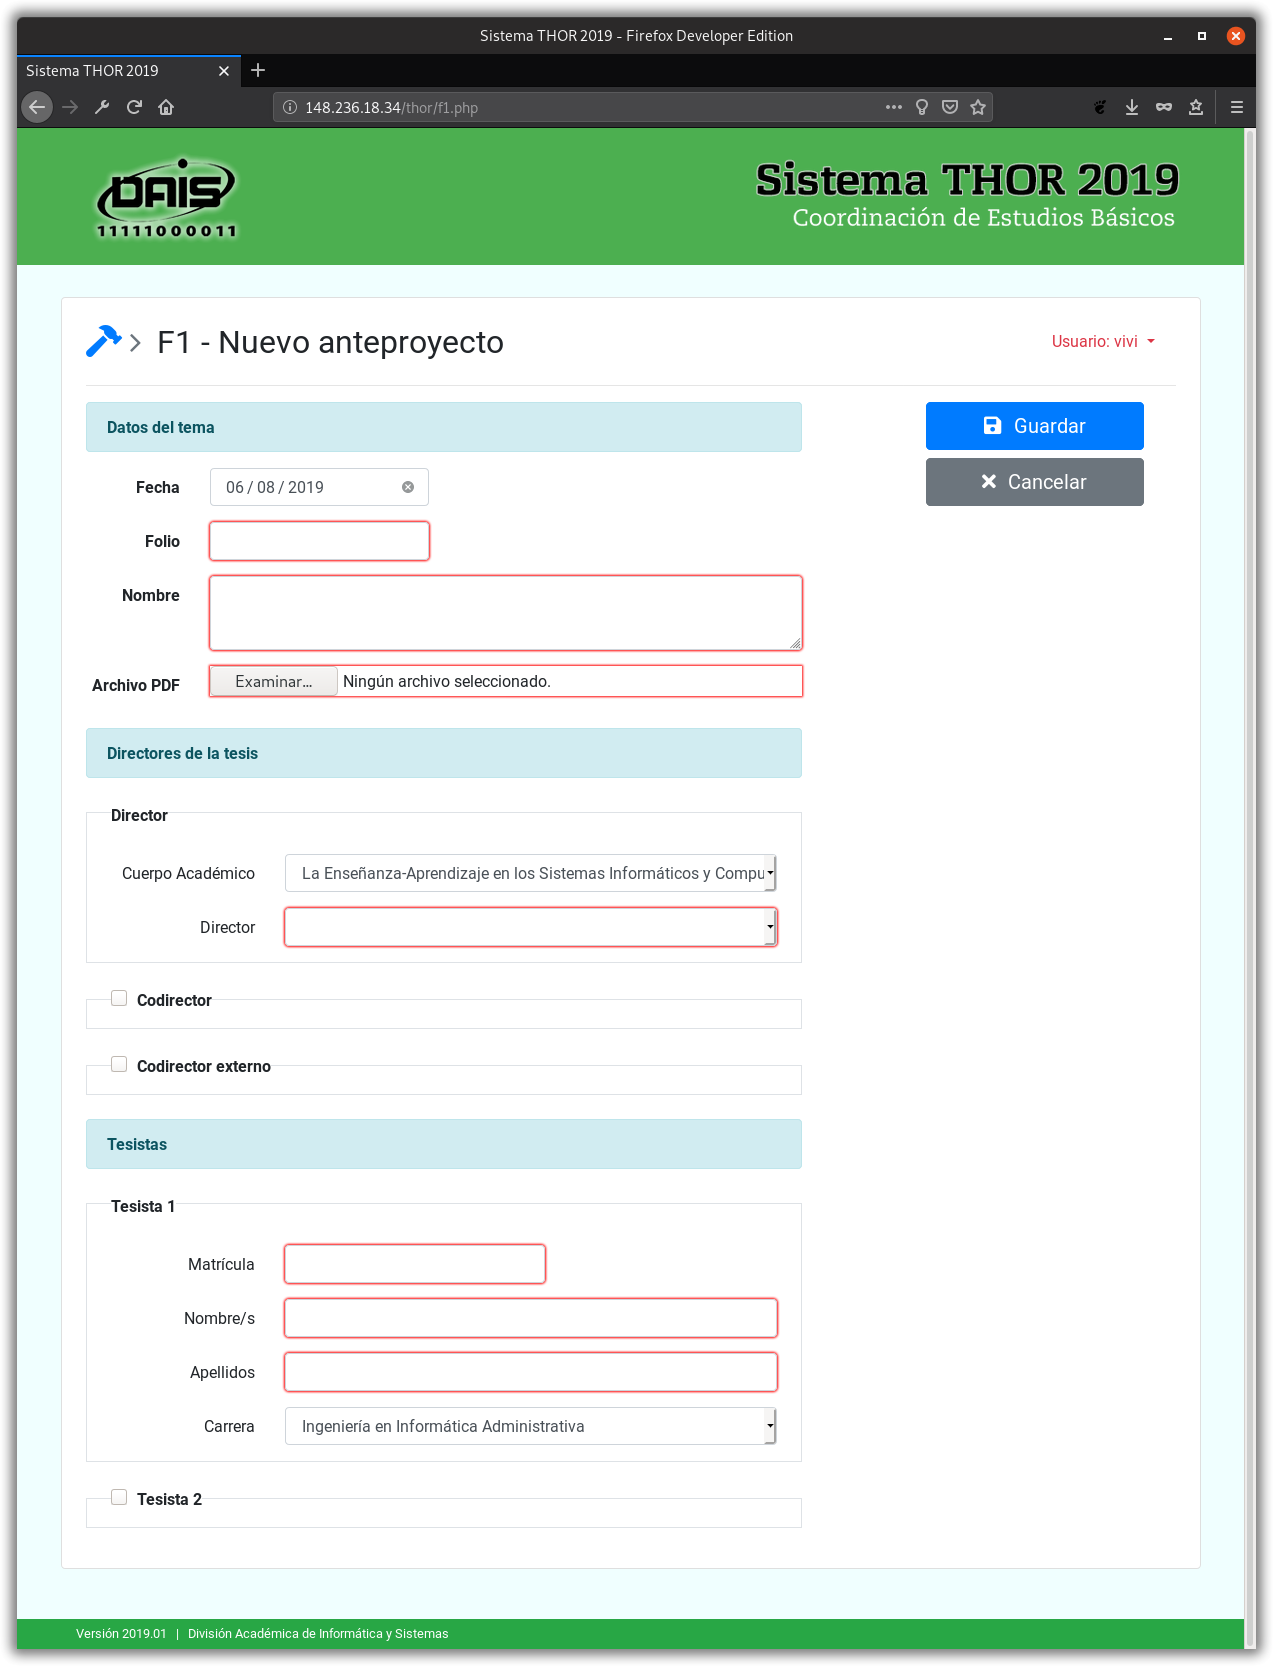 Sistema THOR 2019 - Firefox Developer Edition
Sistema THOR 2019
148.236.18.34/thor/f1.php
DAIS
11111000011
Sistema THOR 2019
Coordinación de Estudios Básicos
F1 - Nuevo anteproyecto
Usuario: vivi
Datos del tema
Guardar
Cancelar
Fecha 06 / 08 / 2019
Folio
Nombre
Archivo PDF Examinar... Ningún archivo seleccionado.
Directores de la tesis
Director
Cuerpo Académico La Enseñanza-Aprendizaje en los Sistemas Informáticos y Compu
Director
Codirector
Codirector externo
Tesistas
Tesista 1
Matrícula
Nombre/s
Apellidos
Carrera Ingeniería en Informática Administrativa
Tesista 2
Versión 2019.01 | División Académica de Informática y Sistemas